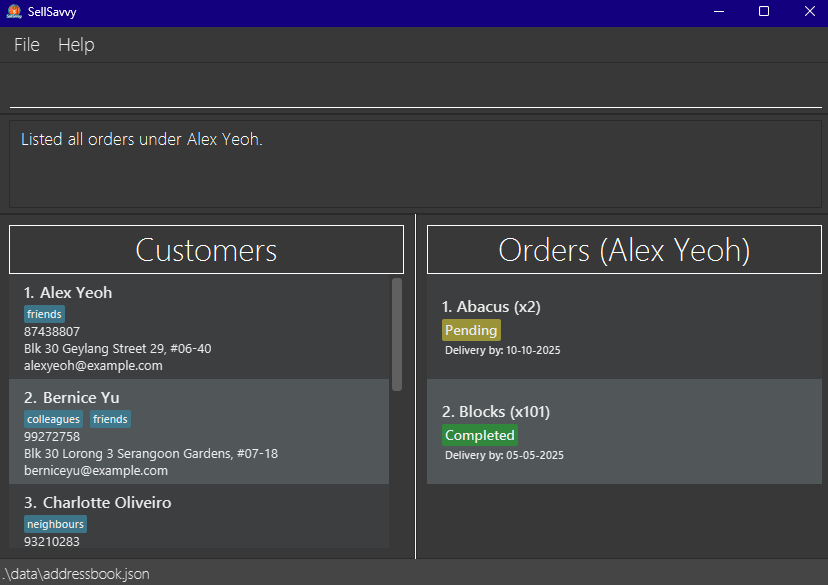 SellSavvy
File Help
Listed all orders under Alex Yeoh.
Customers
1. Alex Yeoh
friends
87438807
Blk 30 Geylang Street 29, #06-40
alexyeoh@example.com
2. Bernice Yu
colleagues friends
99272758
Blk 30 Lorong 3 Serangoon Gardens, #07-18
berniceyu@example.com
3. Charlotte Oliveiro
neighbours
93210283
Orders (Alex Yeoh)
1. Abacus (x2)
Pending
Delivery by: 10-10-2025
2. Blocks (x101)
Completed
Delivery by: 05-05-2025
.\data\addressbook.json